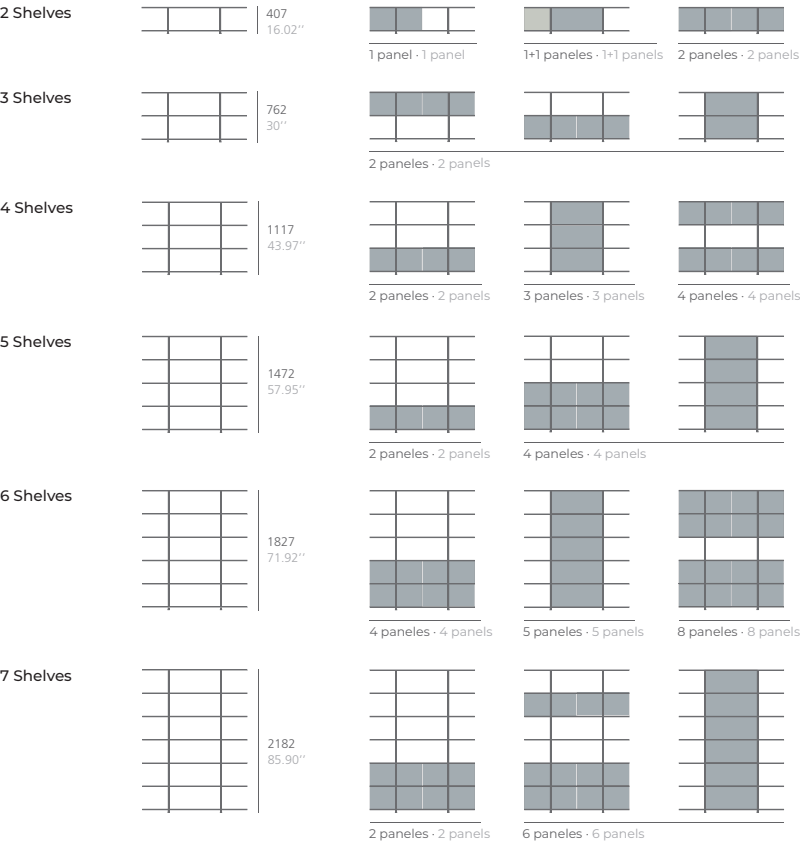 2 Shelves
407
16.02’’
1 panel · 1 panel
1+1 paneles · 1+1 panels
2 paneles · 2 panels
3 Shelves
762
30’’
2 paneles · 2 panels
4 Shelves
1117
43.97’’
2 paneles · 2 panels
3 paneles · 3 panels
4 paneles · 4 panels
5 Shelves
1472
57.95’’
2 paneles · 2 panels
4 paneles · 4 panels
6 Shelves
1827
71.92’’
4 paneles · 4 panels
5 paneles · 5 panels
8 paneles · 8 panels
7 Shelves
2182
85.90’’
2 paneles · 2 panels
6 paneles · 6 panels